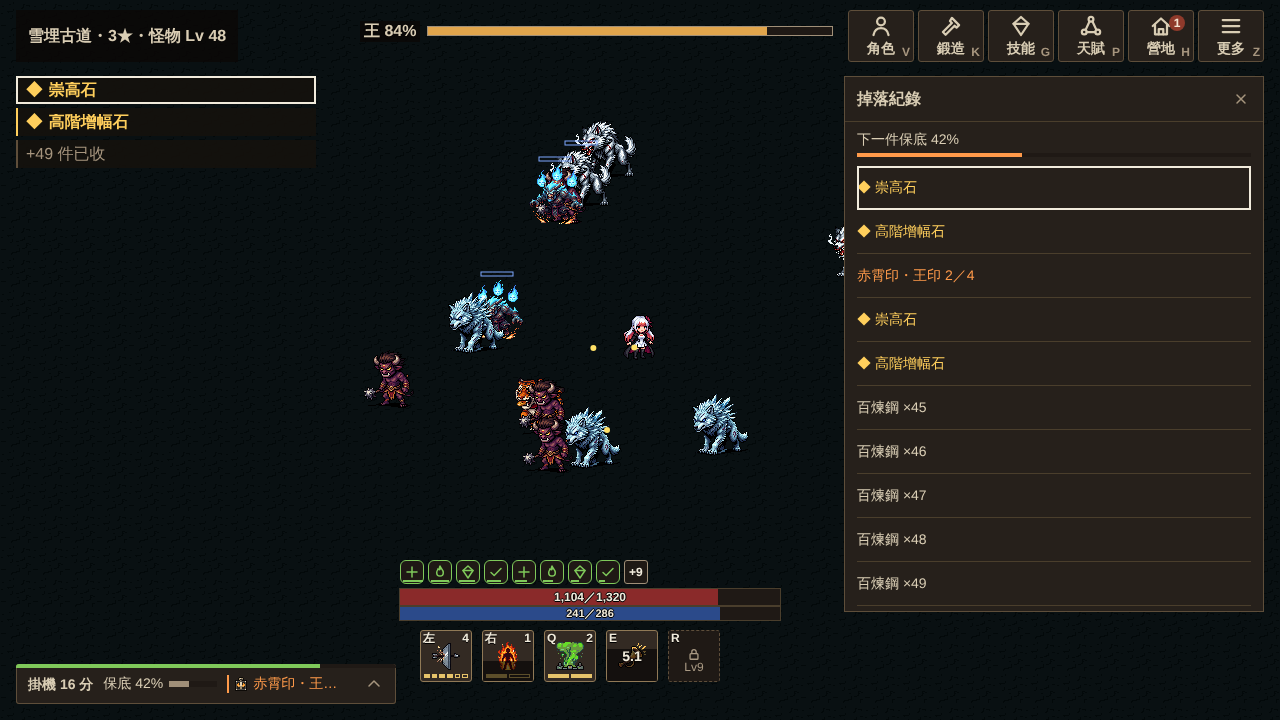 雪埋古道・3★・怪物 Lv 48
王 84%
角色 V
鍛造 K
技能 G
天賦 P
營地 H
1
更多 Z
崇高石
高階增幅石
+49 件已收
掉落紀錄
下一件保底 42%
崇高石
高階增幅石
赤霄印・王印 2／4
崇高石
高階增幅石
百煉鋼 ×45
百煉鋼 ×46
百煉鋼 ×47
百煉鋼 ×48
百煉鋼 ×49
+9
1,104／1,320
241／286
左 4
右 1
Q 2
E
5.1
R
Lv9
掛機 16 分 保底 42% 赤霄印・王…